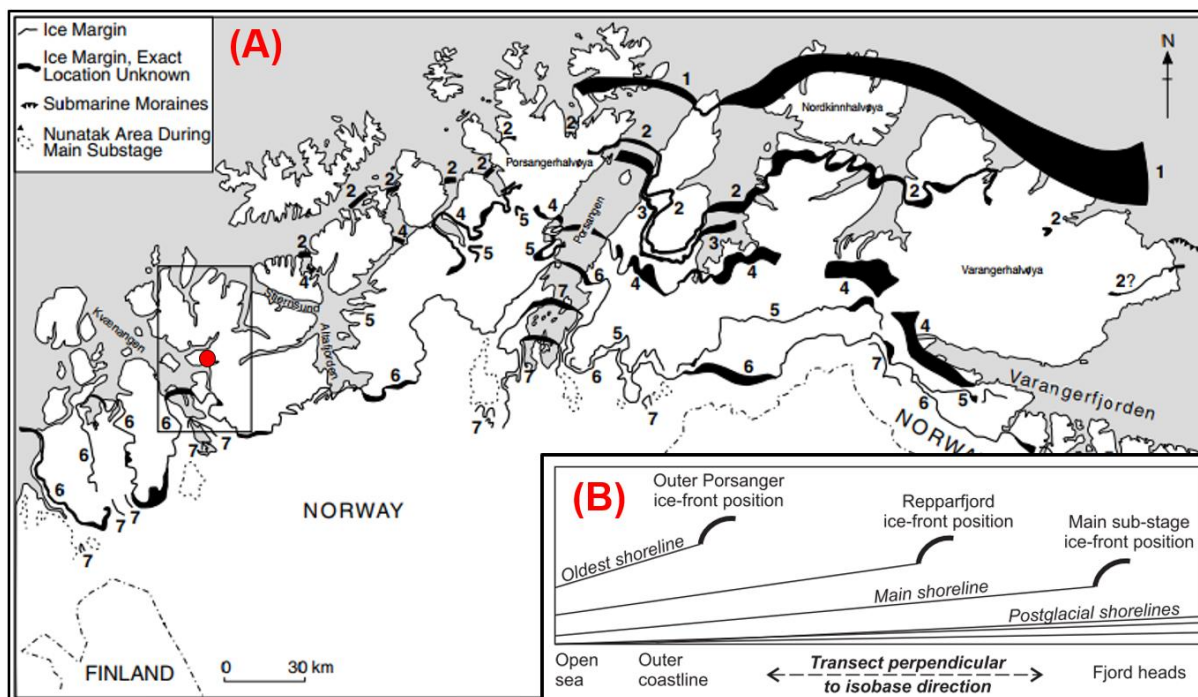 Ice Margin
Ice Margin, Exact
Location Unknown
Submarine Moraines
Nunatak Area During
Main Substage
(A)
N
1
Nordkinnhalvøya
2
2
2
Porsangerhalvøya
1
2
2
2
2
2
2
2
4
4
5
Porsangen
3
2
3
2
2?
Varangerhalvøya
4
5
5
4
4
4
2
4
Stjernsund
Kvænangen
Altafjorden
5
6
7
5
5
4
7
Varangerfjorden
6
6
6
5
6
7
6
6
6
7
7
7
7
NORWAY
7
7
7
NORWAY
FINLAND
0 30 km
(B)
Outer Porsanger
ice-front position
Repparfjord
ice-front position
Main sub-stage
ice-front position
Oldest shoreline
Main shoreline
Postglacial shorelines
Open
sea
Outer
coastline
Transect perpendicular
to isobase direction
Fjord heads